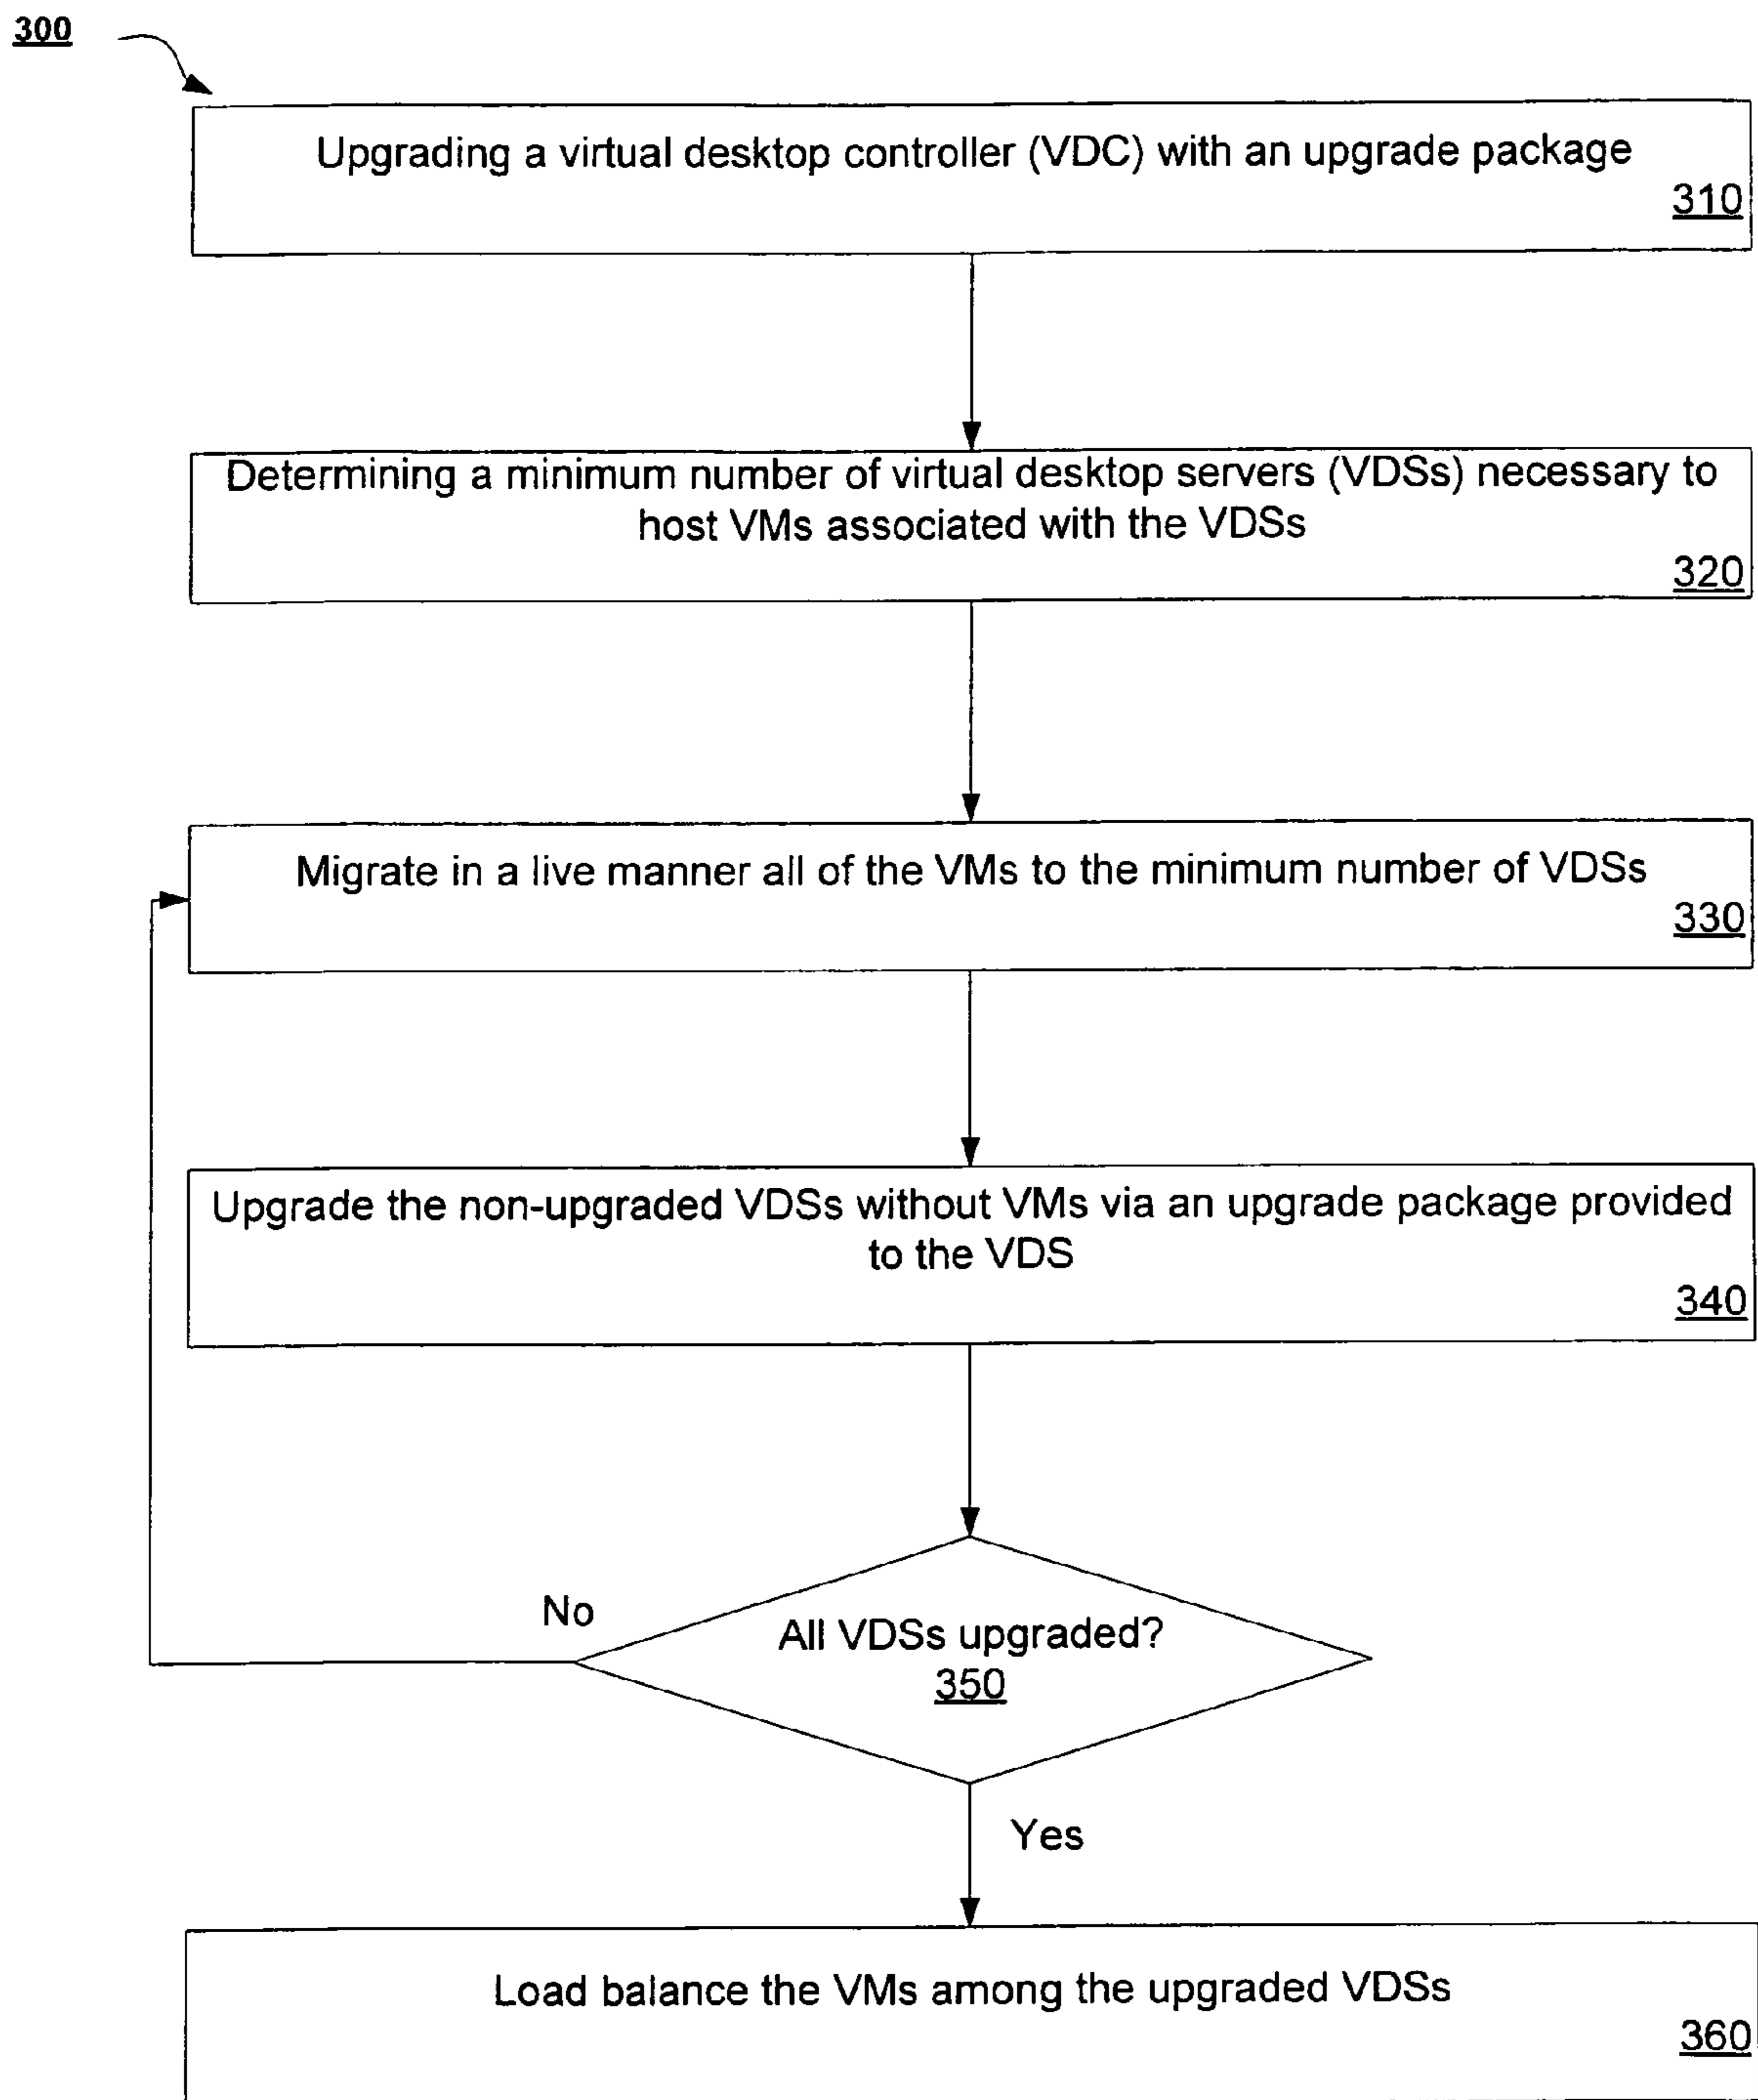 300
Upgrading a virtual desktop controller (VDC) with an upgrade package
310
Determining a minimum number of virtual desktop servers (VDSs) necessary to
host VMs associated with the VDSs
320
Migrate in a live manner all of the VMs to the minimum number of VDSs
330
Upgrade the non-upgraded VDSs without VMs via an upgrade package provided
to the VDS
340
No
All VDSs upgraded?
350
Yes
Load balance the VMs among the upgraded VDSs
360